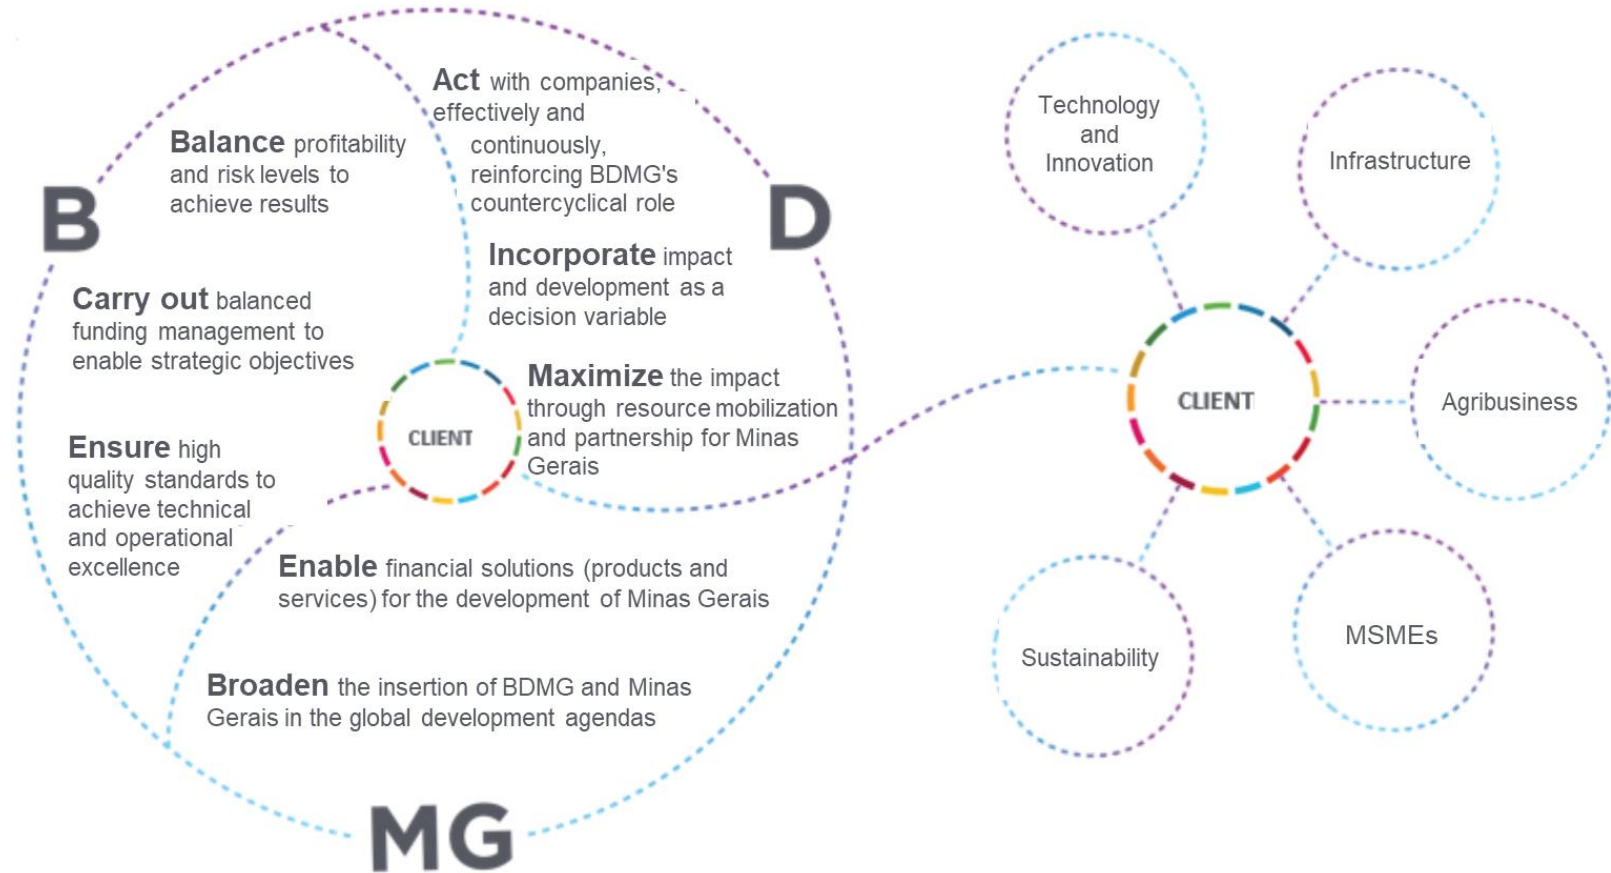 B
Balance profitability
and risk levels to
achieve results
Carry out balanced
funding management to
enable strategic objectives
Ensure high
quality standards to
achieve technical
and operational
excellence
D
Act with companies,
effectively and
continuously,
reinforcing BDMG's
countercyclical role
Incorporate impact
and development as a
decision variable
Maximize the impact
through resource mobilization
and partnership for Minas
Gerais
CLIENT
Enable financial solutions (products and
services) for the development of Minas Gerais
Broaden the insertion of BDMG and Minas
Gerais in the global development agendas
MG
Technology
and
Innovation
Infrastructure
CLIENT
Agribusiness
Sustainability
MSMEs